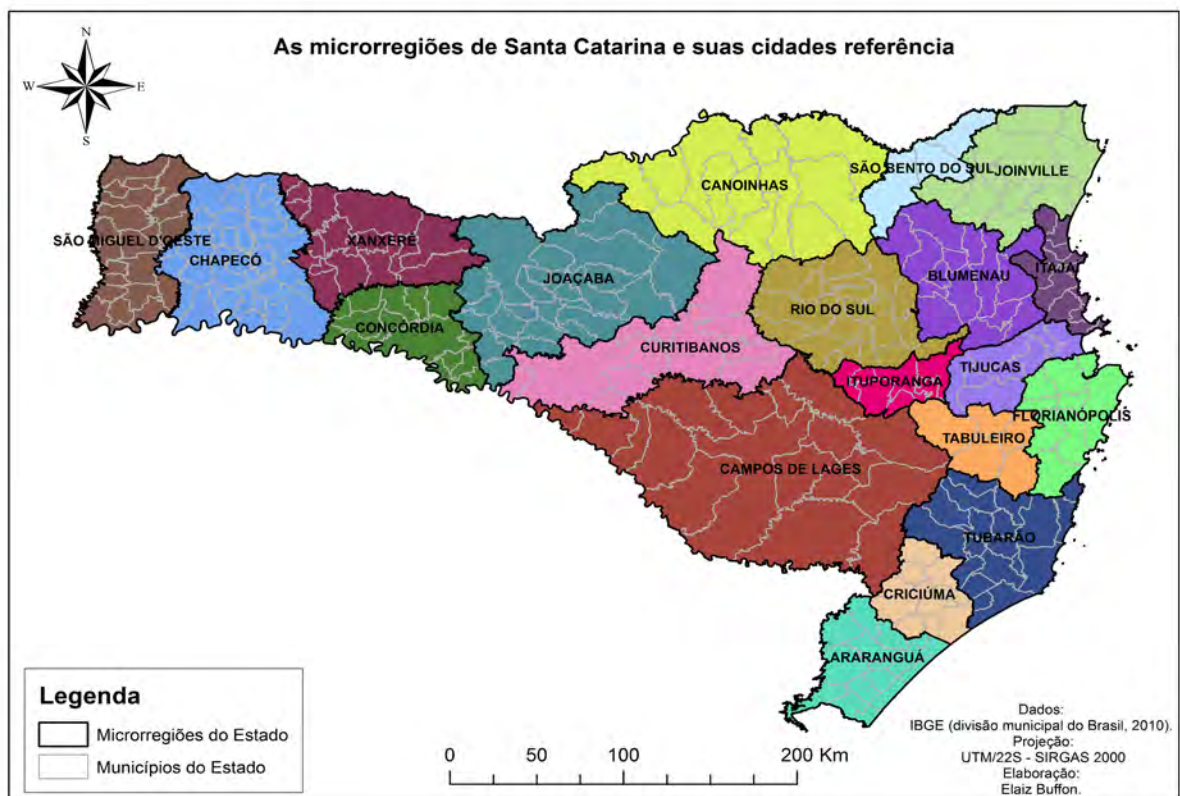 As microrregiões de Santa Catarina e suas cidades referência
N
W
E
S
CANOINHAS
SÃO BENTO DO SUL
JOINVILLE
SÃO MIGUEL D'OESTE
CHAPECÓ
XANXERÊ
JOAÇABA
BLUMENAU
ITAJAÍ
CONCÓRDIA
RIO DO SUL
CURITIBANOS
ITUPORANGA
TIJUCAS
FLORIANÓPOLIS
TABULEIRO
CAMPOS DE LAGES
TUBARÃO
CRICIÚMA
ARARANGUÁ
Legenda
Microrregiões do Estado
Municípios do Estado
0 50 100 200 Km
Dados:
IBGE (divisão municipal do Brasil, 2010).
Projeção:
UTM/22S - SIRGAS 2000
Elaboração:
Elaiz Buffon.